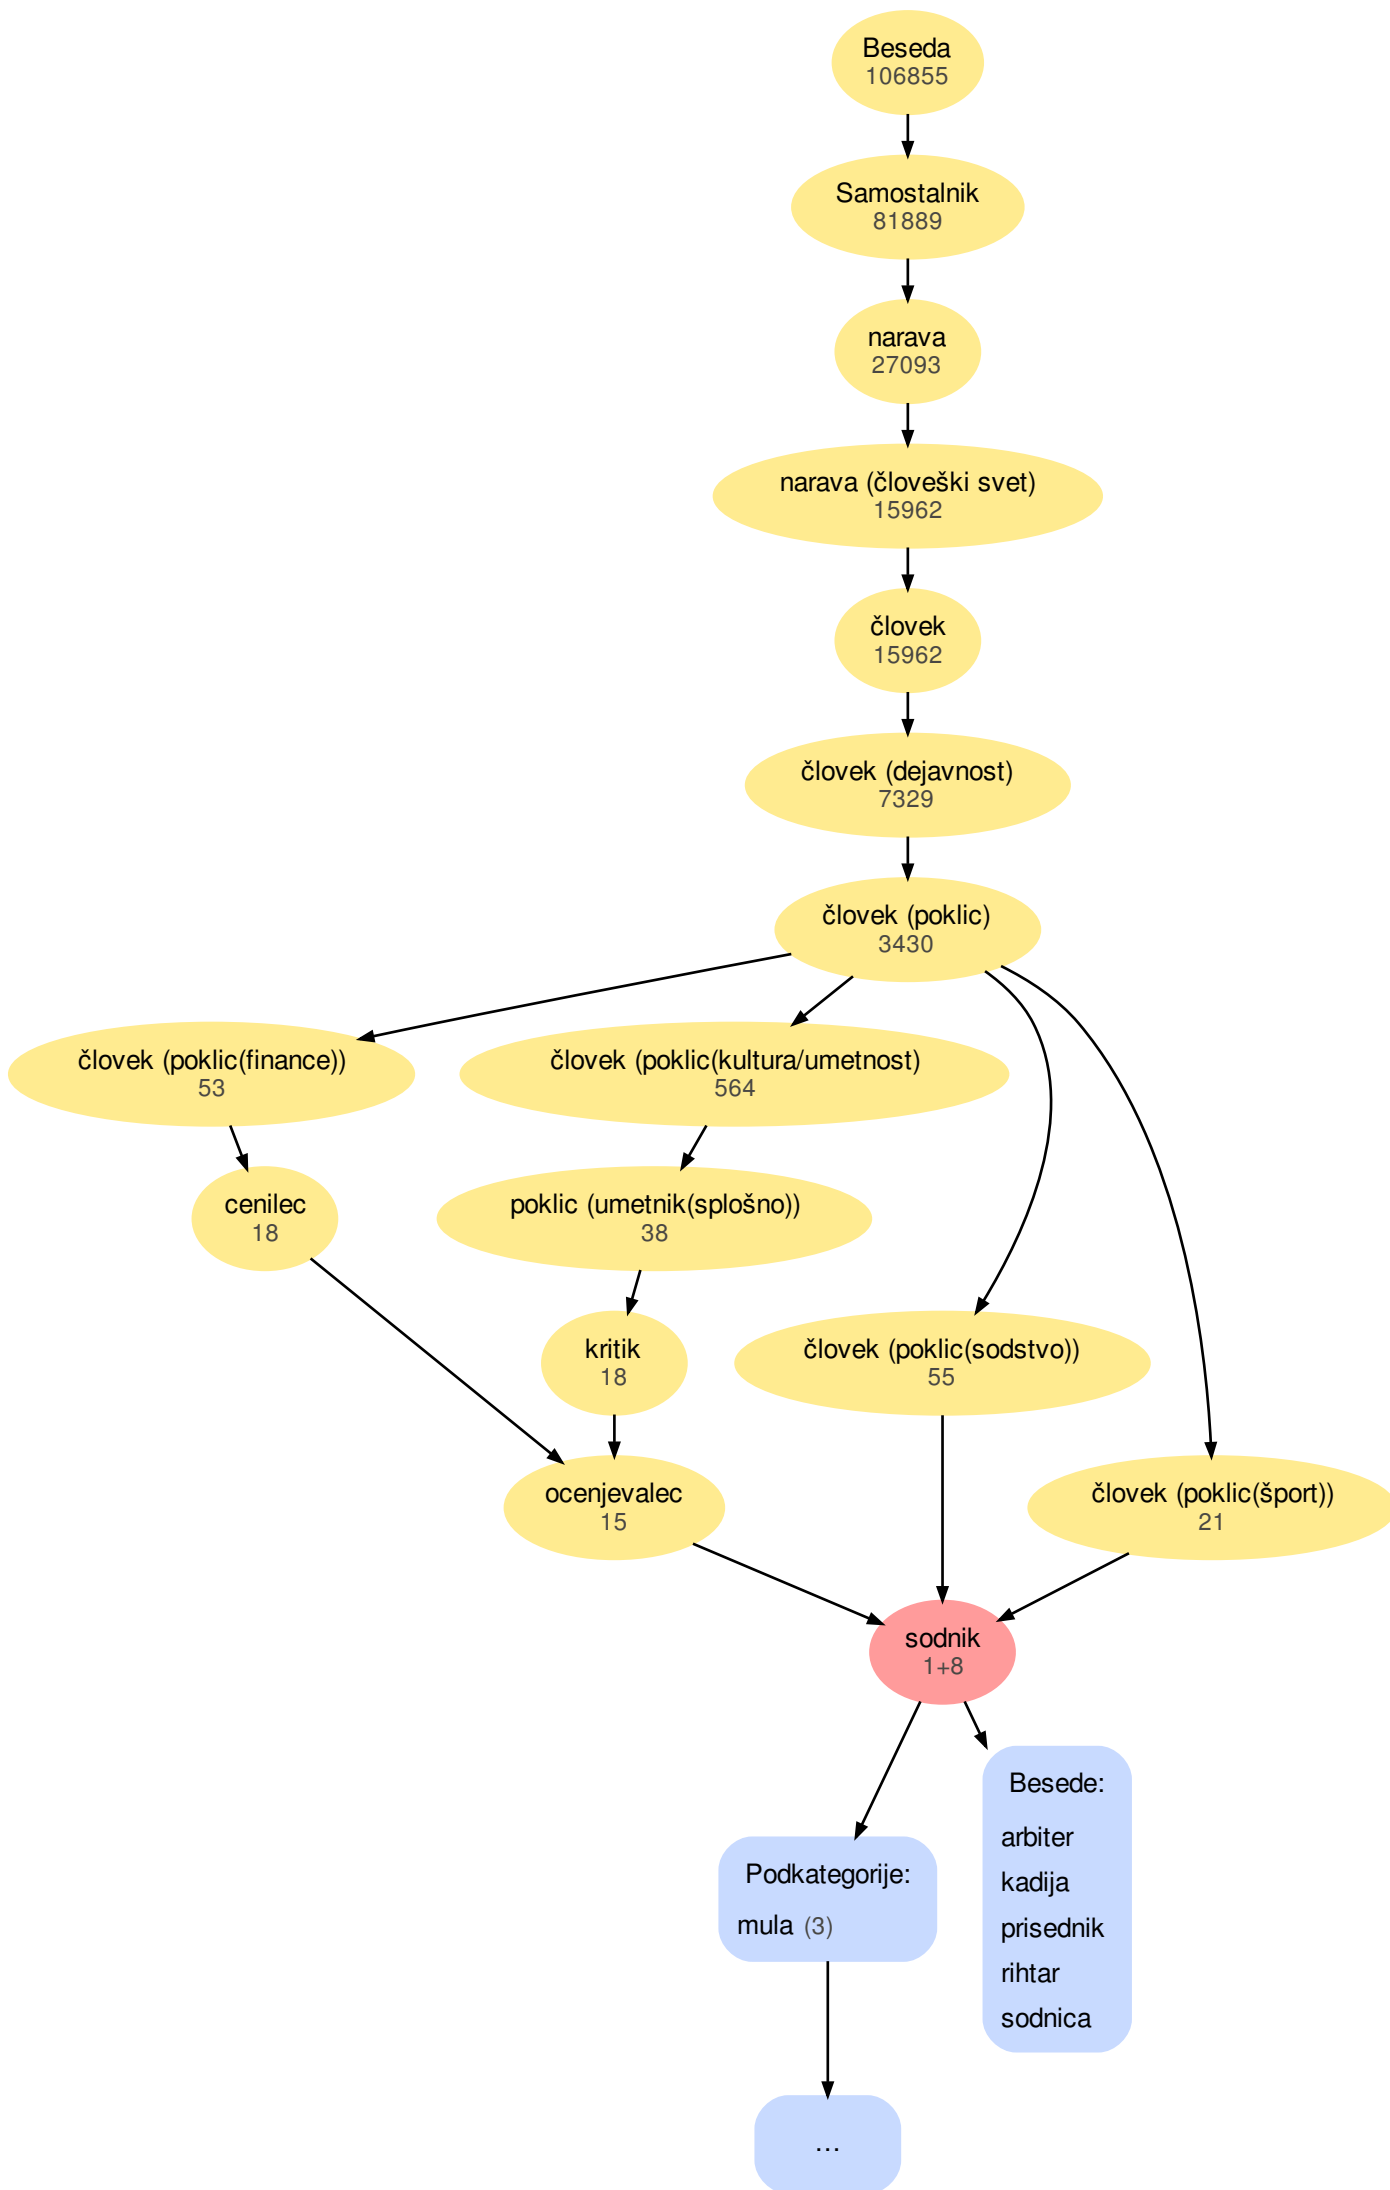 Beseda
106855
Samostalnik
81889
narava
27093
narava (človeški svet)
15962
človek
15962
človek (dejavnost)
7329
človek (poklic)
3430
človek (poklic(finance))
53
človek (poklic(kultura/umetnost)
564
cenilec
18
poklic (umetnik(splošno))
38
kritik
18
človek (poklic(sodstvo))
55
ocenjevalec
15
človek (poklic(šport))
21
sodnik
1+8
Besede:
arbiter
kadija
prisednik
rihtar
sodnica
Podkategorije:
mula (3)
...